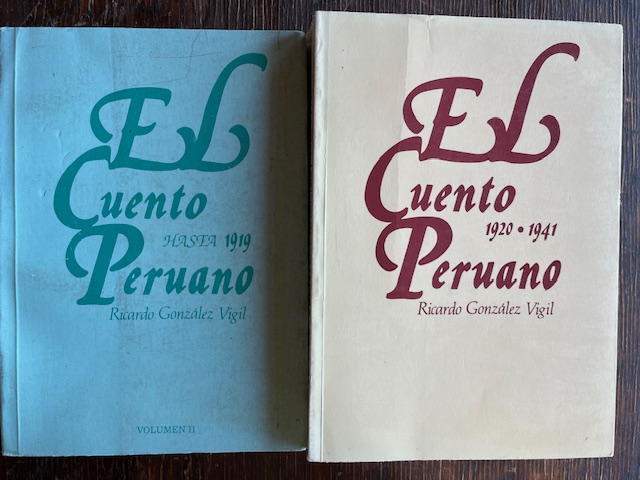 El
Cuento
HASTA 1919
Peruano
Ricardo González Vigil
VOLUMEN II
El
Cuento
1920 • 1941
Peruano
Ricardo González Vigil